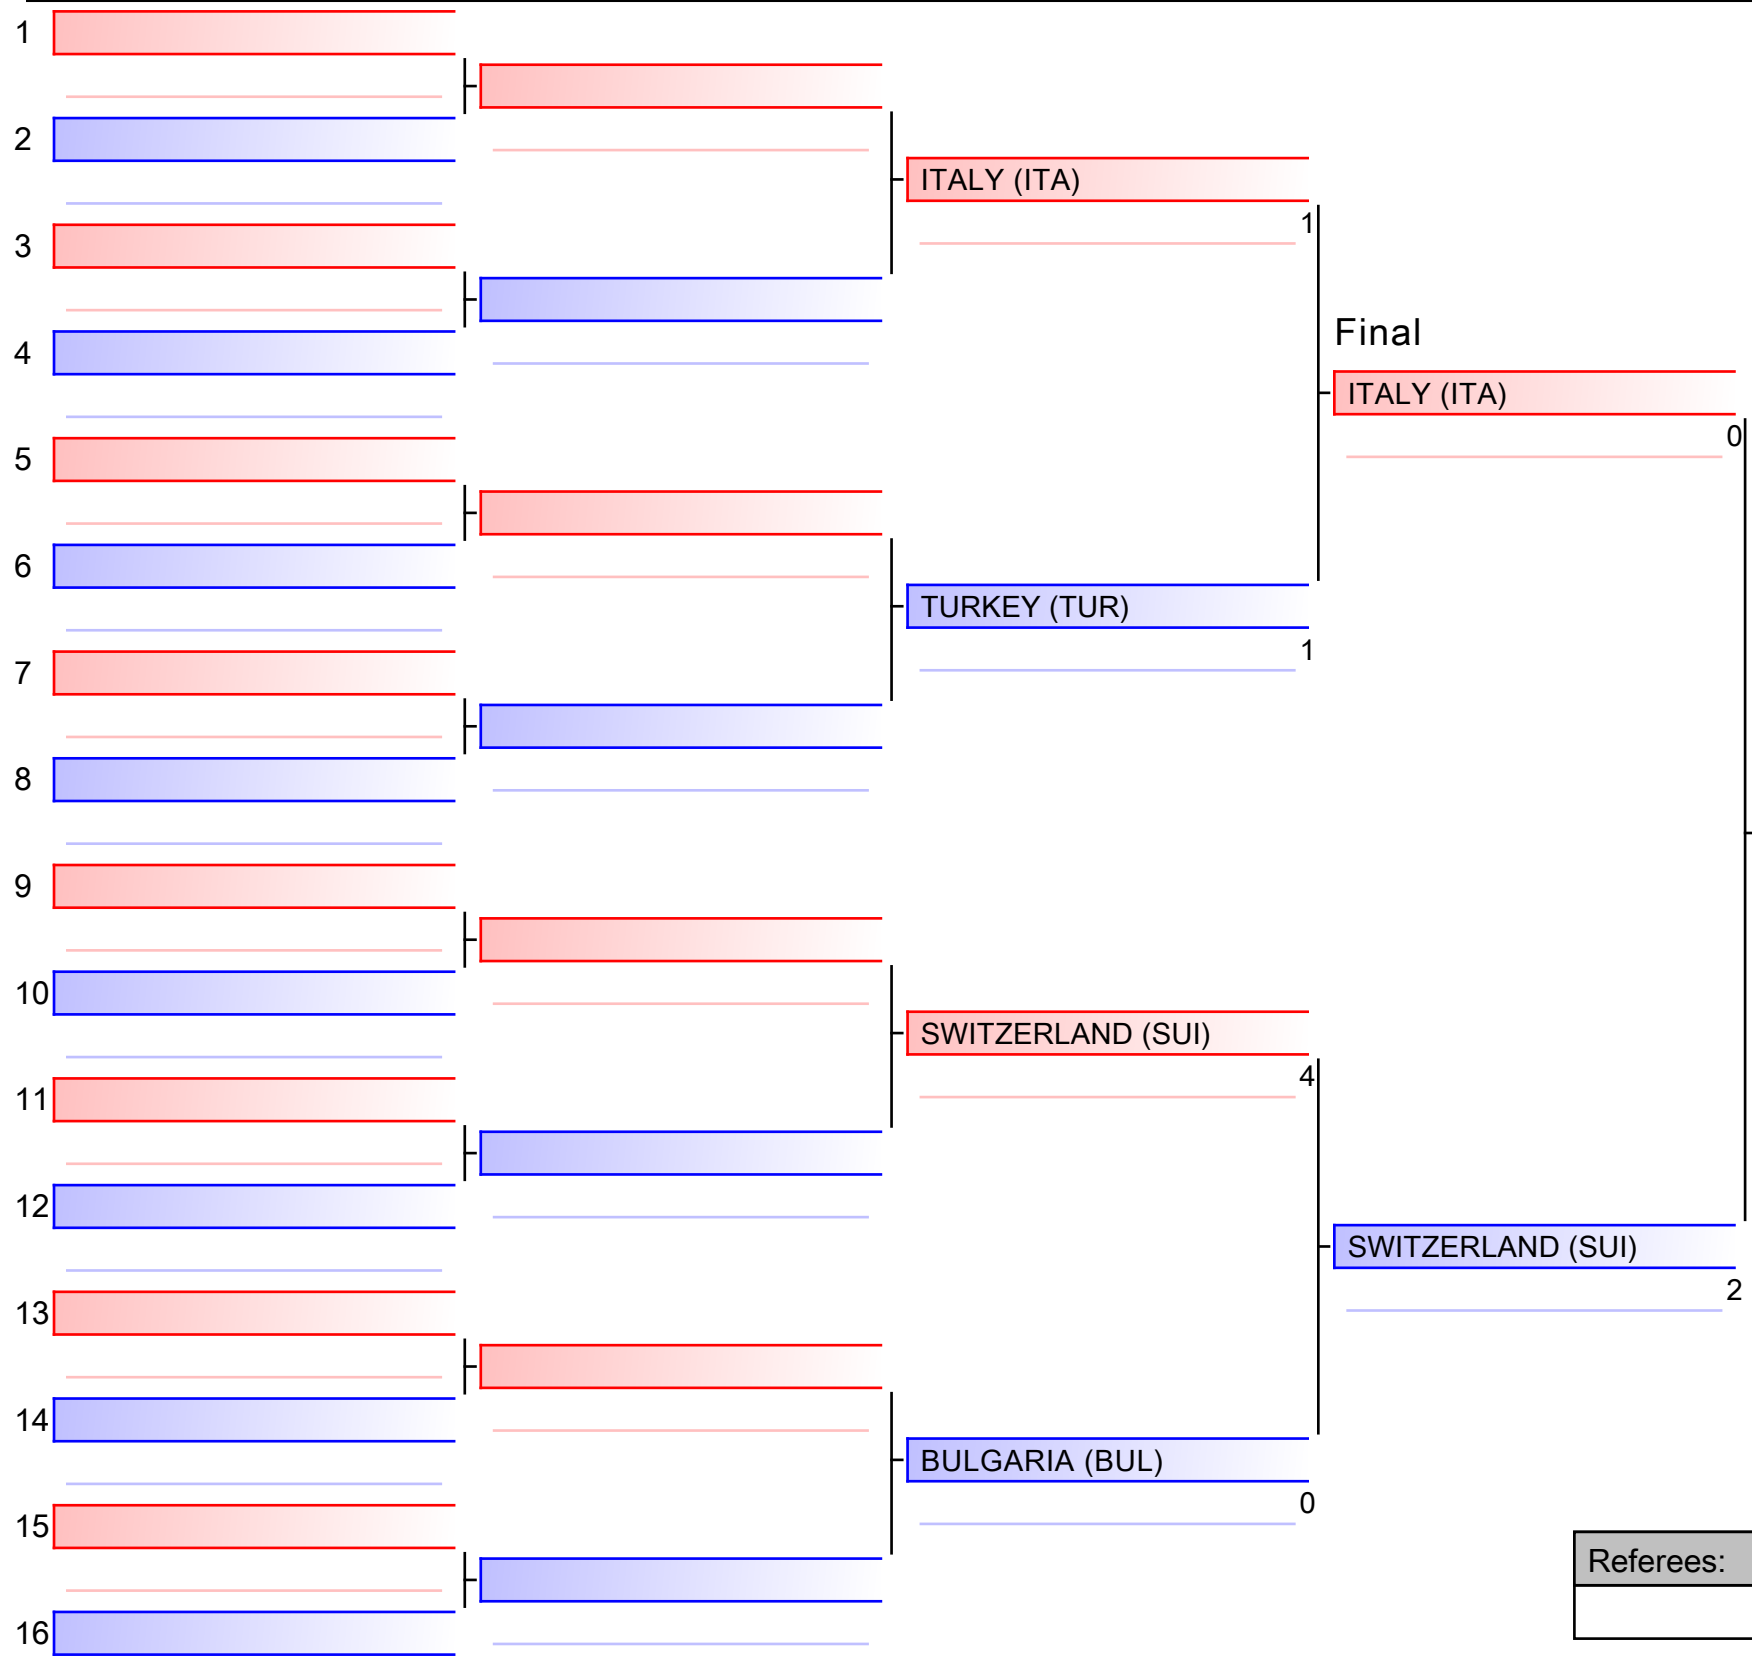 1
2
ITALY (ITA)
1
3
Final
4
ITALY (ITA)
0
5
6
TURKEY (TUR)
1
7
8
9
10
SWITZERLAND (SUI)
4
11
12
SWITZERLAND (SUI)
2
13
14
BULGARIA (BUL)
0
15
Referees:
16